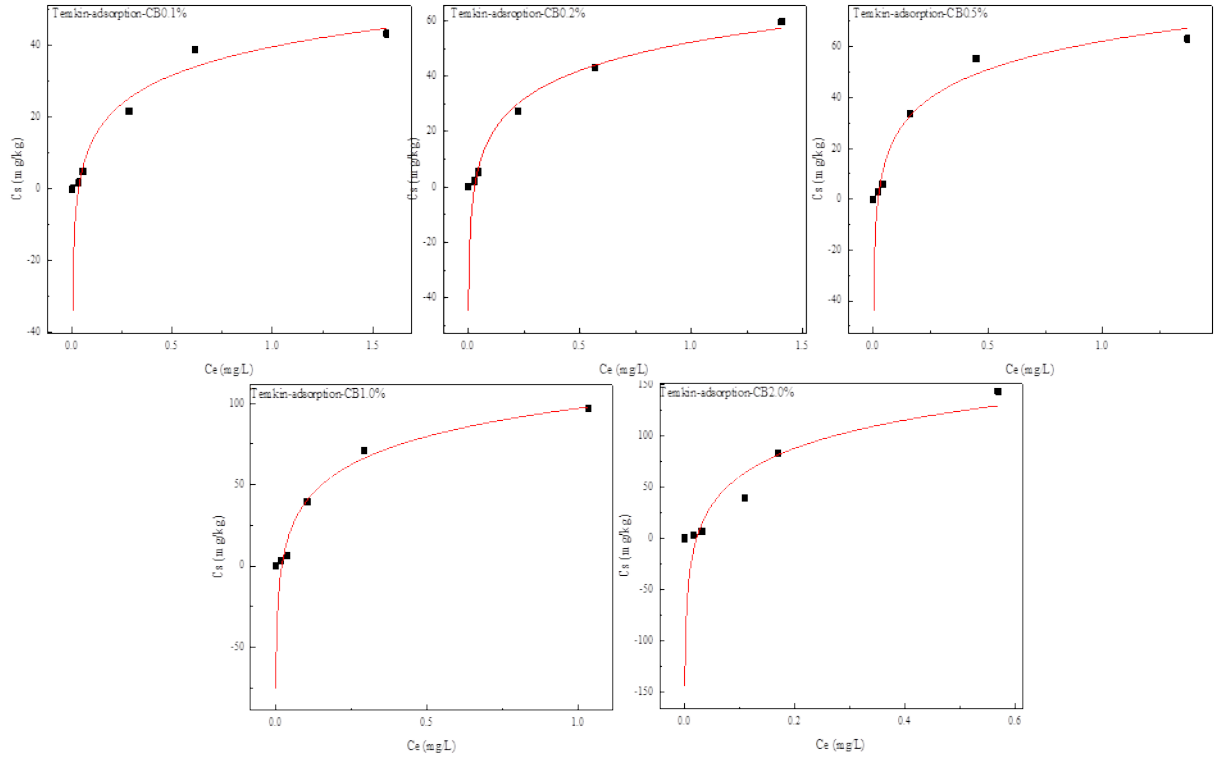 Temkin-adsorption-CB0.1%
40
20
0
-20
-40
Cs (mg/kg)
0.0 0.5 1.0 1.5
Ce (mg/L)
Temkin-adsroption-CB0.2%
60
40
20
0
-20
-40
Cs (mg/kg)
0.0 0.5 1.0 1.5
Ce (mg/L)
Temkin-adsorption-CB0.5%
60
40
20
0
-20
-40
Cs (mg/kg)
0.0 0.5 1.0
Ce (mg/L)
Temkin-adsorption-CB1.0%
100
50
0
-50
Cs (mg/kg)
0.0 0.5 1.0
Ce (mg/L)
Temkin-adsorption-CB2.0%
150
100
50
0
-50
-100
-150
Cs (mg/kg)
0.0 0.2 0.4 0.6
Ce (mg/L)